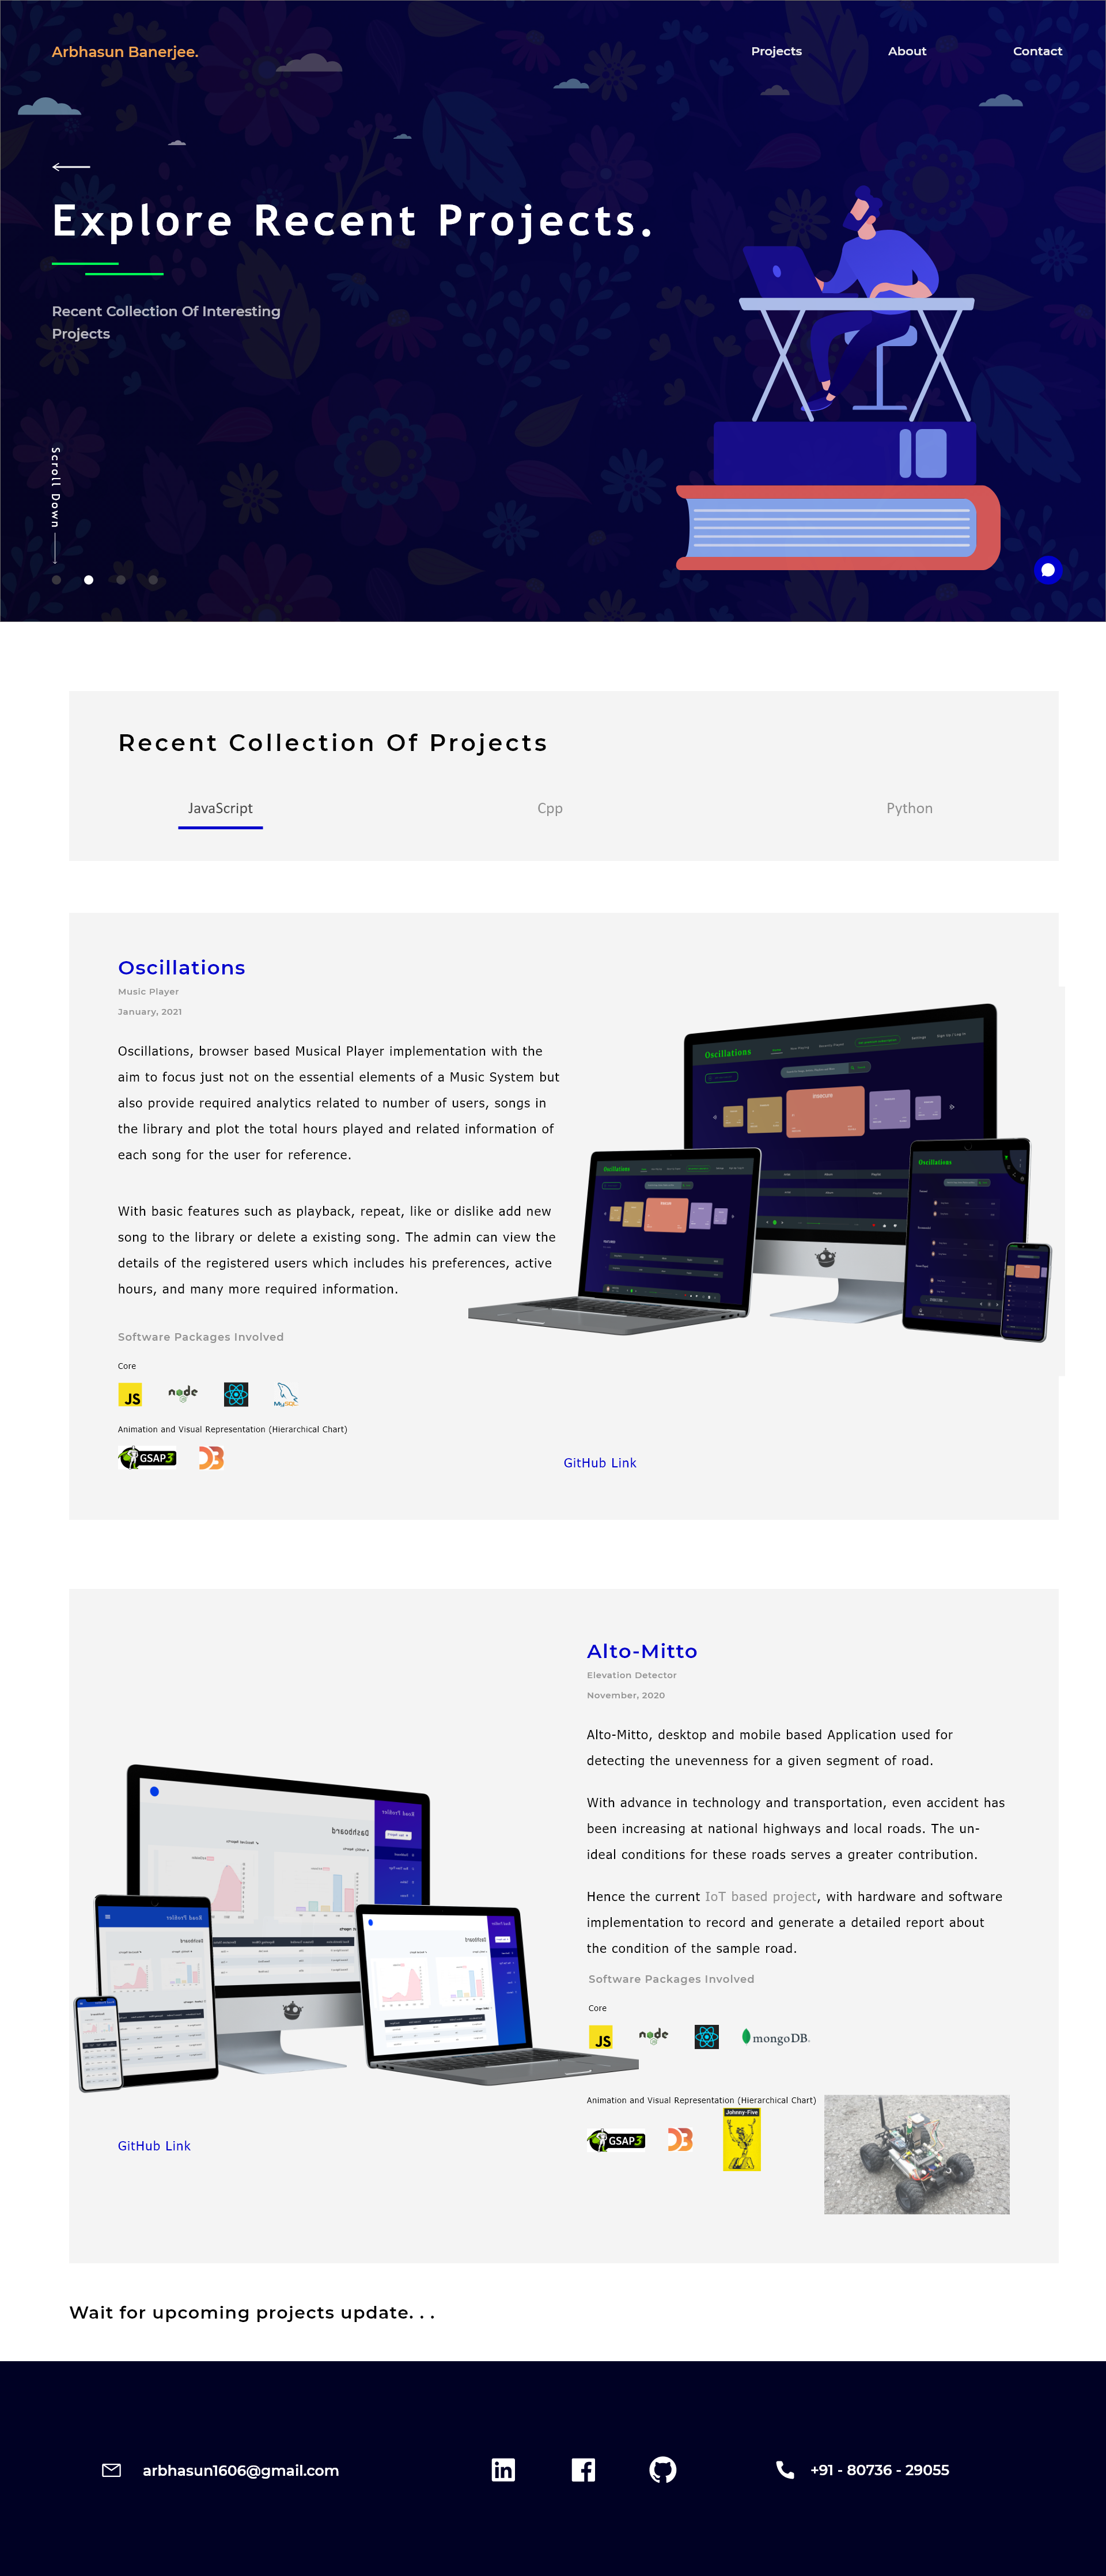 Arbhasun Banerjee.
Projects
About
Contact
Explore Recent Projects.
Recent Collection Of Interesting
Projects
Scroll Down
Recent Collection Of Projects
JavaScript
Cpp
Python
Oscillations
Music Player
January, 2021
Oscillations, browser based Musical Player implementation with the
aim to focus just not on the essential elements of a Music System but
also provide required analytics related to number of users, songs in
the library and plot the total hours played and related information of
each song for the user for reference.
With basic features such as playback, repeat, like or dislike add new
song to the library or delete a existing song. The admin can view the
details of the registered users which includes his preferences, active
hours, and many more required information.
Oscillations
Oscillations
Oscillations
Software Packages Involved
Core
JS
node
MySQL
Animation and Visual Representation (Hierarchical Chart)
GSAP3
GitHub Link
Alto-Mitto
Elevation Detector
November, 2020
Alto-Mitto, desktop and mobile based Application used for
detecting the unevenness for a given segment of road.
With advance in technology and transportation, even accident has
been increasing at national highways and local roads. The un-
ideal conditions for these roads serves a greater contribution.
Hence the current IoT based project, with hardware and software
implementation to record and generate a detailed report about
the condition of the sample road.
Road Profiler
Dashboard
Road Profiler
Software Packages Involved
Core
JS
node
mongoDB
Animation and Visual Representation (Hierarchical Chart)
Johnny-Five
GSAP3
GitHub Link
Wait for upcoming projects update. . .
arbhasun1606@gmail.com
in
+91 - 80736 - 29055